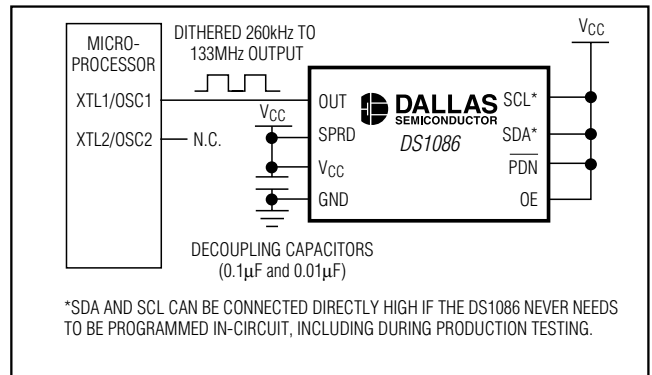 MICRO-
PROCESSOR
XTL1/OSC1
XTL2/OSC2
N.C.
DITHERED 260kHz TO
133MHz OUTPUT
VCC
OUT
SPRD
VCC
GND
DALLAS
SEMICONDUCTOR
DS1086
SCL*
SDA*
PDN
OE
VCC
DECOUPLING CAPACITORS
(0.1μF and 0.01μF)
*SDA AND SCL CAN BE CONNECTED DIRECTLY HIGH IF THE DS1086 NEVER NEEDS
TO BE PROGRAMMED IN-CIRCUIT, INCLUDING DURING PRODUCTION TESTING.